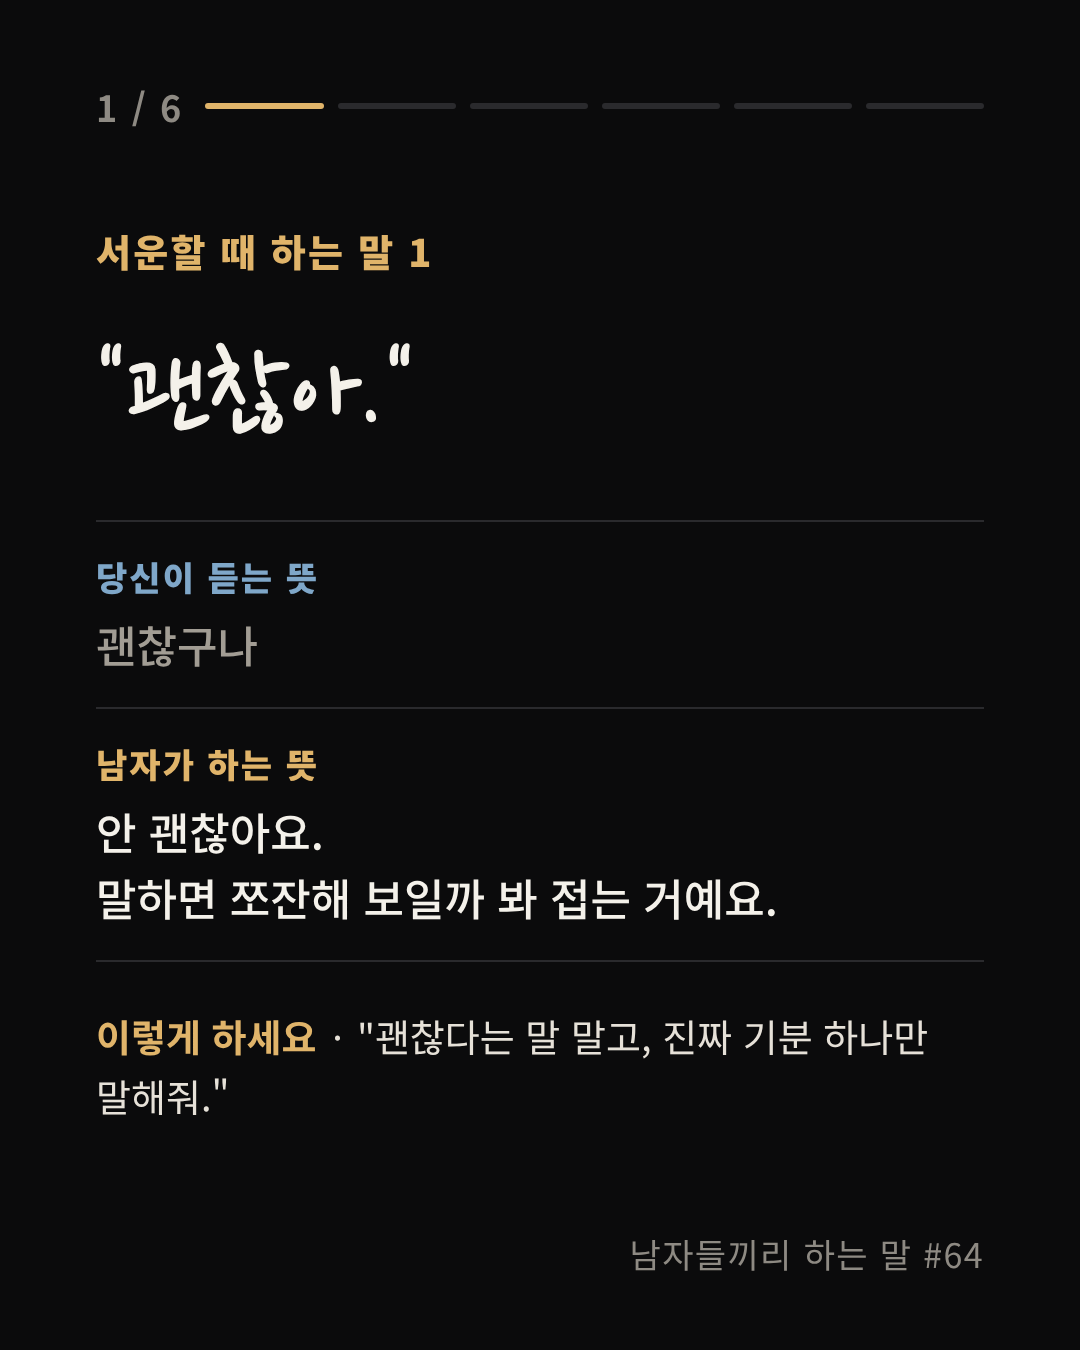 1 / 6
서운할 때 하는 말 1
"괜찮아."
당신이 듣는 뜻
괜찮구나
남자가 하는 뜻
안 괜찮아요.
말하면 쪼잔해 보일까 봐 접는 거예요.
이렇게 하세요 · "괜찮다는 말 말고, 진짜 기분 하나만
말해줘."
남자들끼리 하는 말 #64